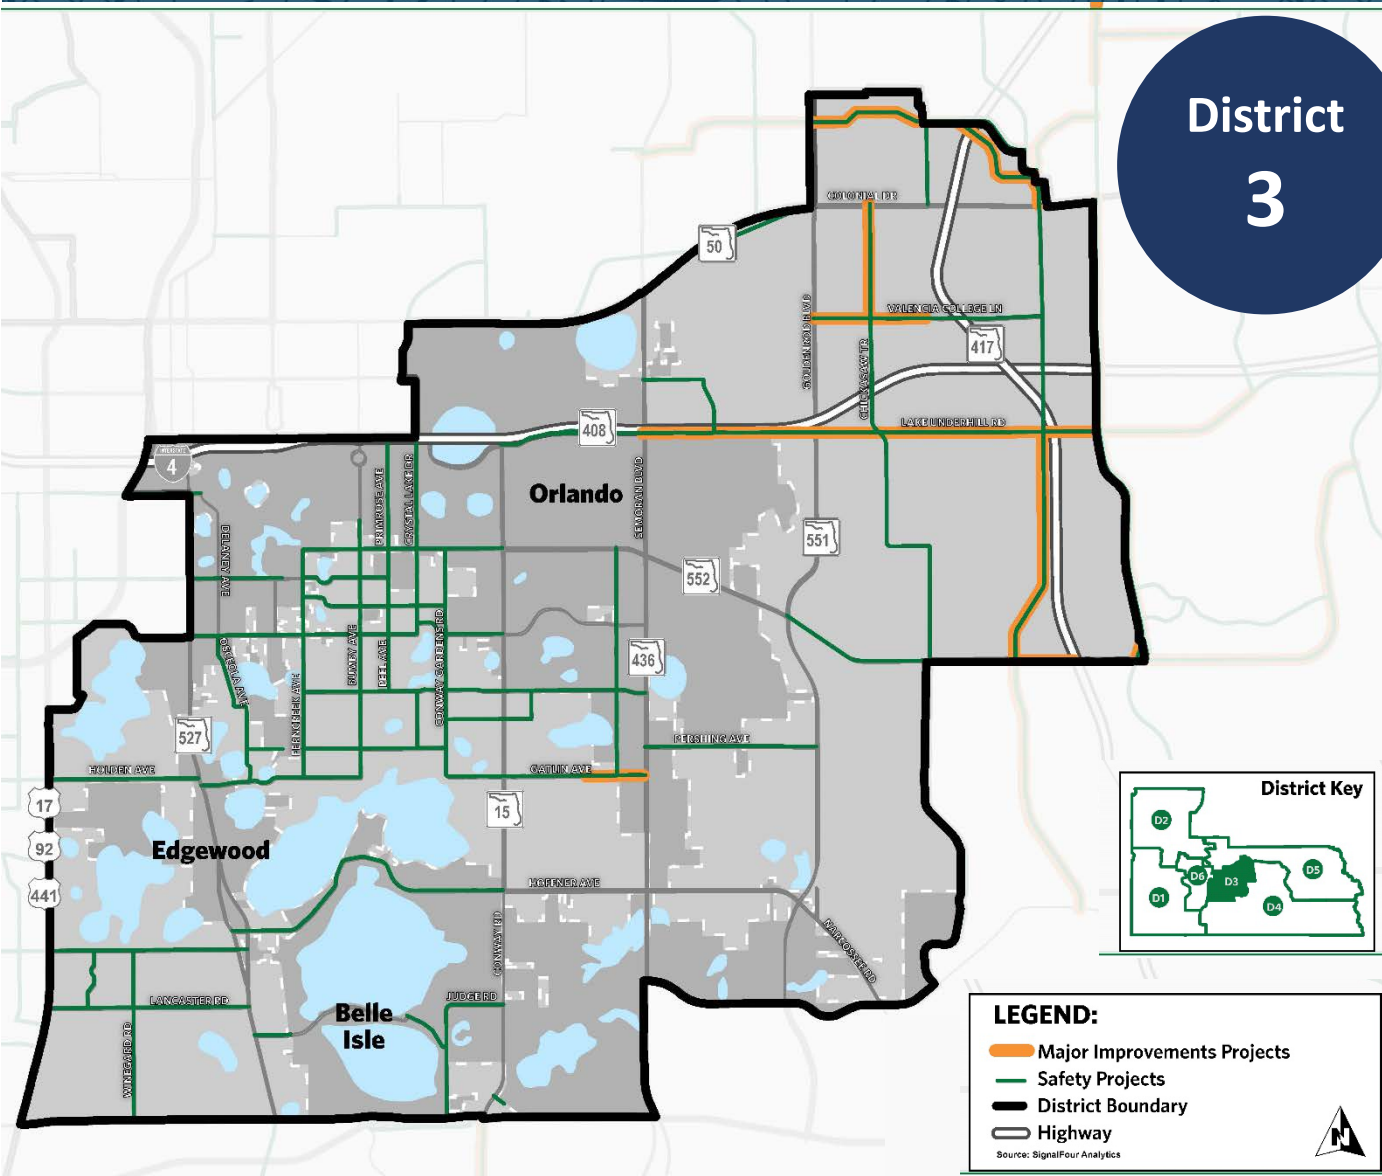 District
3
COLONIAL DR
50
GOLDENROD BLVD
VALENCIA COLLEGE LN
417
CHICKASAW TR
LAKE UNDERHILL RD
408
INTERSTATE
4
Orlando
PRIMROSE AVE
CRYSTAL LAKE DR
SEMORAN BLVD
551
DELANEY AVE
552
OSCEOLA AVE
BUMBY AVE
PEEL AVE
CONWAY GARDENS RD
436
FERNCREEK AVE
527
PERSHING AVE
HOLDEN AVE
GATLIN AVE
17
15
92
Edgewood
441
HOFFNER AVE
CONWAY RD
NARCOSSEE RD
LANCASTER RD
JUDGE RD
Belle
Isle
WINEGARD RD
District Key
D2
D6
D3
D5
D1
D4
LEGEND:
Major Improvements Projects
Safety Projects
District Boundary
Highway
Source: SignalFour Analytics
N